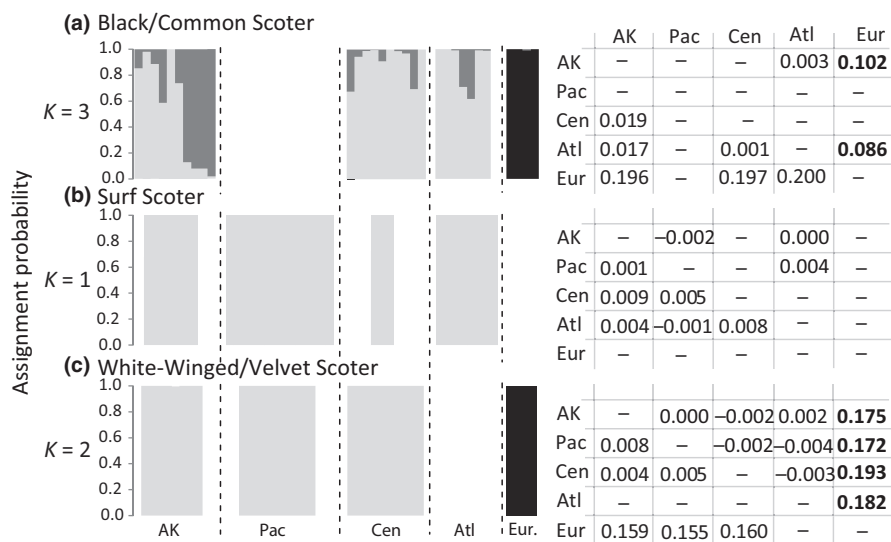 (a) Black/Common Scoter
1.0
0.8
0.6
0.4
0.2
0.0
K = 3
AK Pac Cen Atl Eur
AK – – – 0.003 0.102
Pac – – – – –
Cen 0.019 – – –
Atl 0.017 – 0.001 – 0.086
Eur 0.196 – 0.197 0.200 –
Assignment probability
(b) Surf Scoter
1.0
0.8
0.6
0.4
0.2
0.0
K = 1
AK – –0.002 – 0.000 –
Pac 0.001 – – 0.004 –
Cen 0.009 0.005 – – –
Atl 0.004 –0.001 0.008 – –
Eur – – – – –
(c) White-Winged/Velvet Scoter
1.0
0.8
0.6
0.4
0.2
0.0
K = 2
AK Pac Cen Atl Eur.
AK – 0.000 –0.002 0.002 0.175
Pac 0.008 – –0.002 –0.004 0.172
Cen 0.004 0.005 – –0.003 0.193
Atl – – – – 0.182
Eur 0.159 0.155 0.160 – –